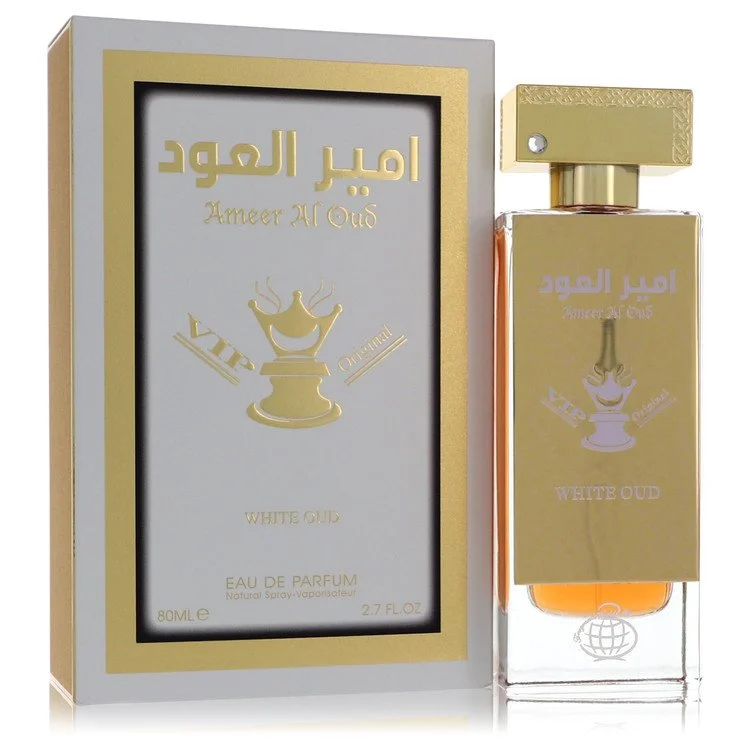 امير العود
Ameer Al Oud
VIP
Original
WHITE OUD
EAU DE PARFUM
Natural Spray-Vaporisateur
80ML e
2.7 FL.OZ
امير العود
Ameer Al Oud
VIP
Original
WHITE OUD